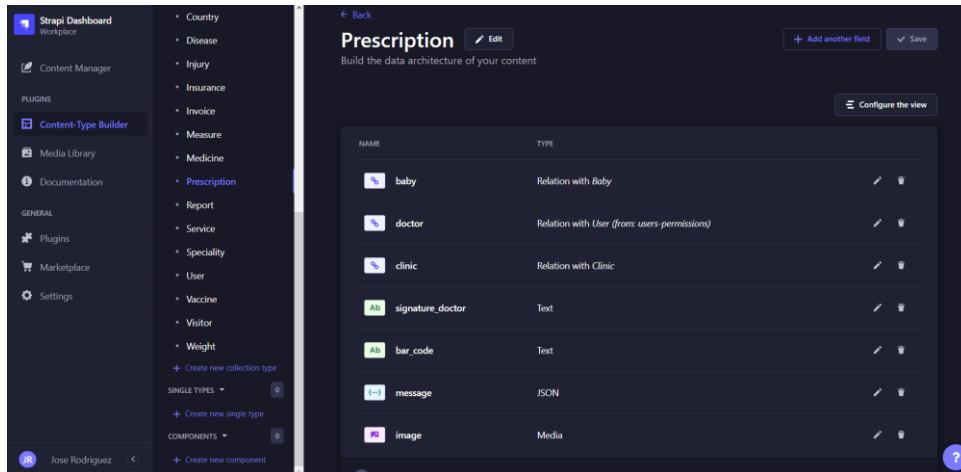 Strapi Dashboard
Workplace
Content Manager
PLUGINS
Content-Type Builder
Media Library
Documentation
GENERAL
Plugins
Marketplace
Settings
JR Jose Rodriguez
Country
Disease
Injury
Insurance
Invoice
Measure
Medicine
Prescription
Report
Service
Speciality
User
Vaccine
Visitor
Weight
+ Create new collection type
SINGLE TYPES 0
+ Create new single type
COMPONENTS 0
+ Create new component
← Back
Prescription Edit
Build the data architecture of your content
+ Add another field Save
Configure the view
NAME TYPE
baby Relation with Baby
doctor Relation with User (from: users-permissions)
clinic Relation with Clinic
Ab signature_doctor Text
Ab bar_code Text
message JSON
image Media
?